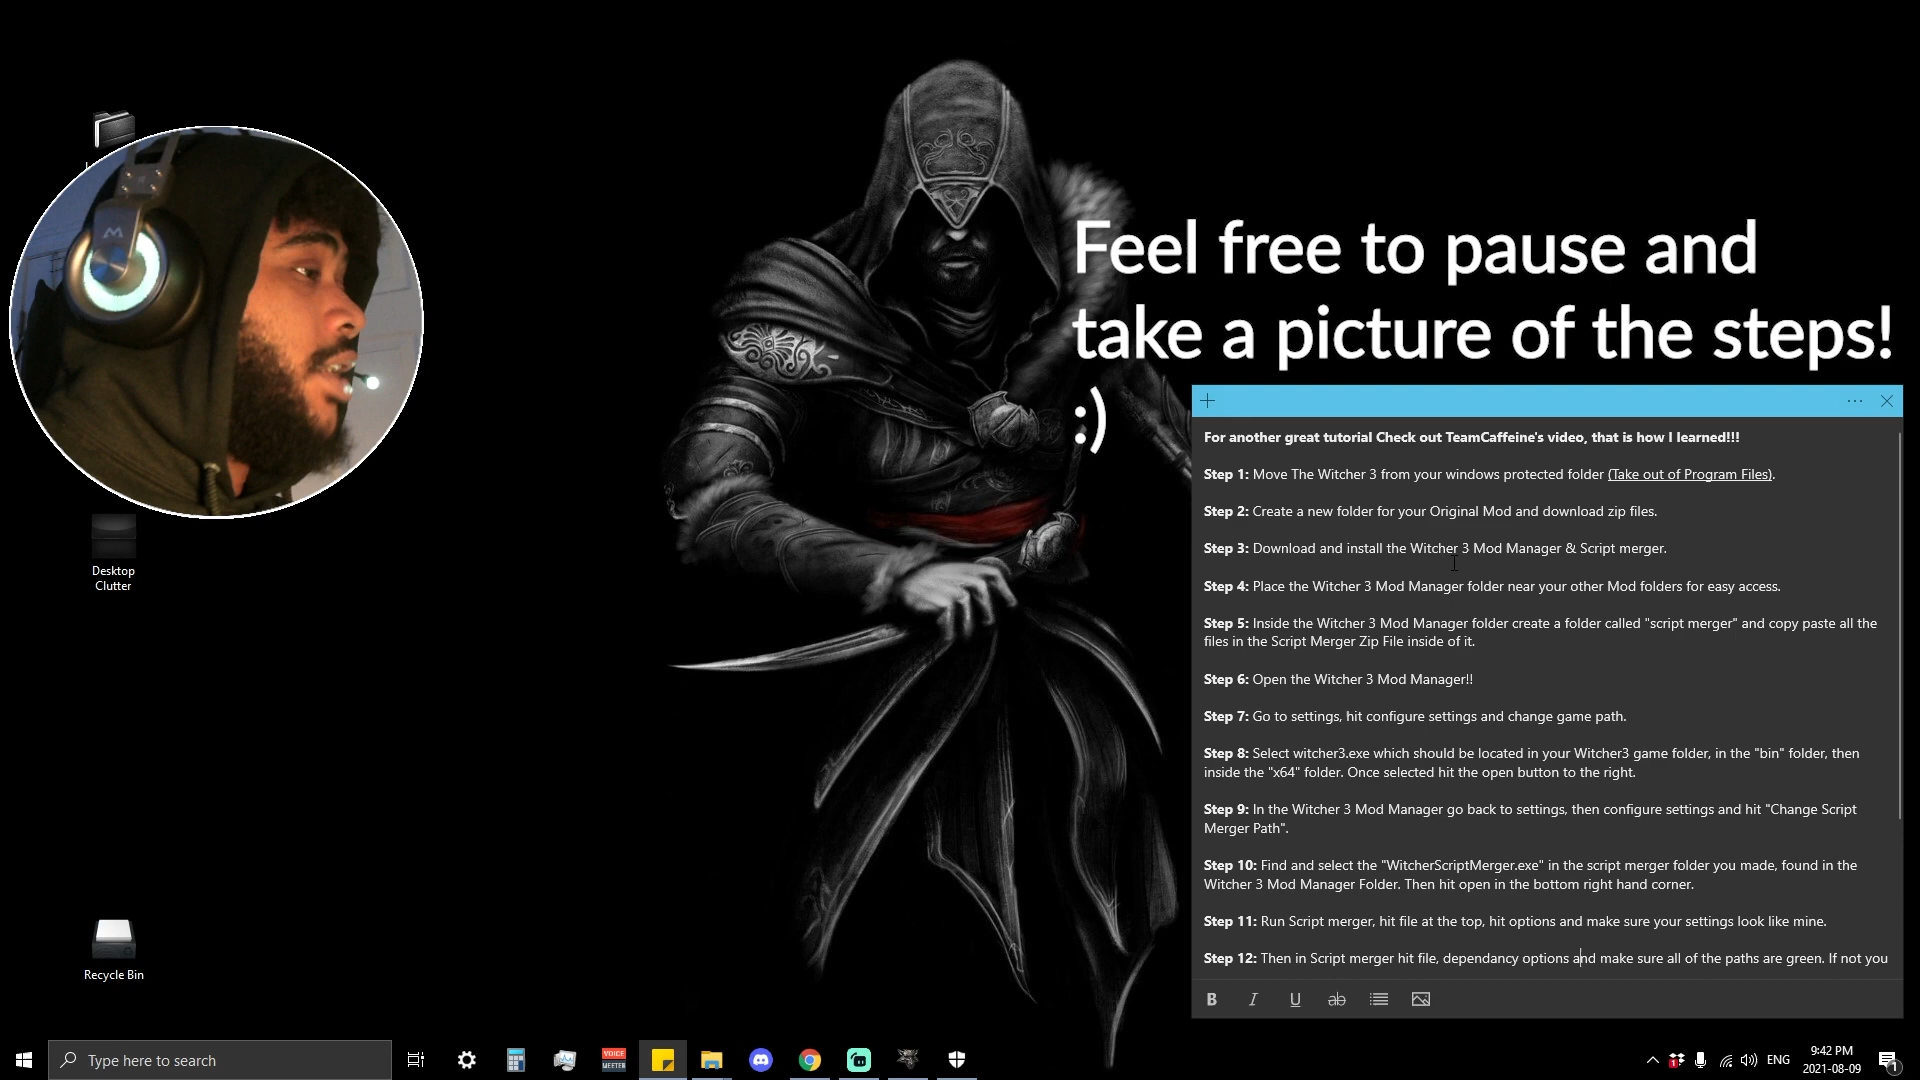 Feel free to pause and
take a picture of the steps!
:)
For another great tutorial Check out TeamCaffeine's video, that is how I learned!!!
Step 1: Move The Witcher 3 from your windows protected folder (Take out of Program Files).
Step 2: Create a new folder for your Original Mod and download zip files.
Step 3: Download and install the Witcher 3 Mod Manager & Script merger.
Step 4: Place the Witcher 3 Mod Manager folder near your other Mod folders for easy access.
Step 5: Inside the Witcher 3 Mod Manager folder create a folder called "script merger" and copy paste all the
files in the Script Merger Zip File inside of it.
Step 6: Open the Witcher 3 Mod Manager!!
Step 7: Go to settings, hit configure settings and change game path.
Step 8: Select witcher3.exe which should be located in your Witcher3 game folder, in the "bin" folder, then
inside the "x64" folder. Once selected hit the open button to the right.
Step 9: In the Witcher 3 Mod Manager go back to settings, then configure settings and hit "Change Script
Merger Path".
Step 10: Find and select the "WitcherScriptMerger.exe" in the script merger folder you made, found in the
Witcher 3 Mod Manager Folder. Then hit open in the bottom right hand corner.
Step 11: Run Script merger, hit file at the top, hit options and make sure your settings look like mine.
Step 12: Then in Script merger hit file, dependancy options and make sure all of the paths are green. If not you
B I U ab
Desktop
Clutter
Recycle Bin
Type here to search
VOICE
MEETER
1
ENG
9:42 PM
2021-08-09
1